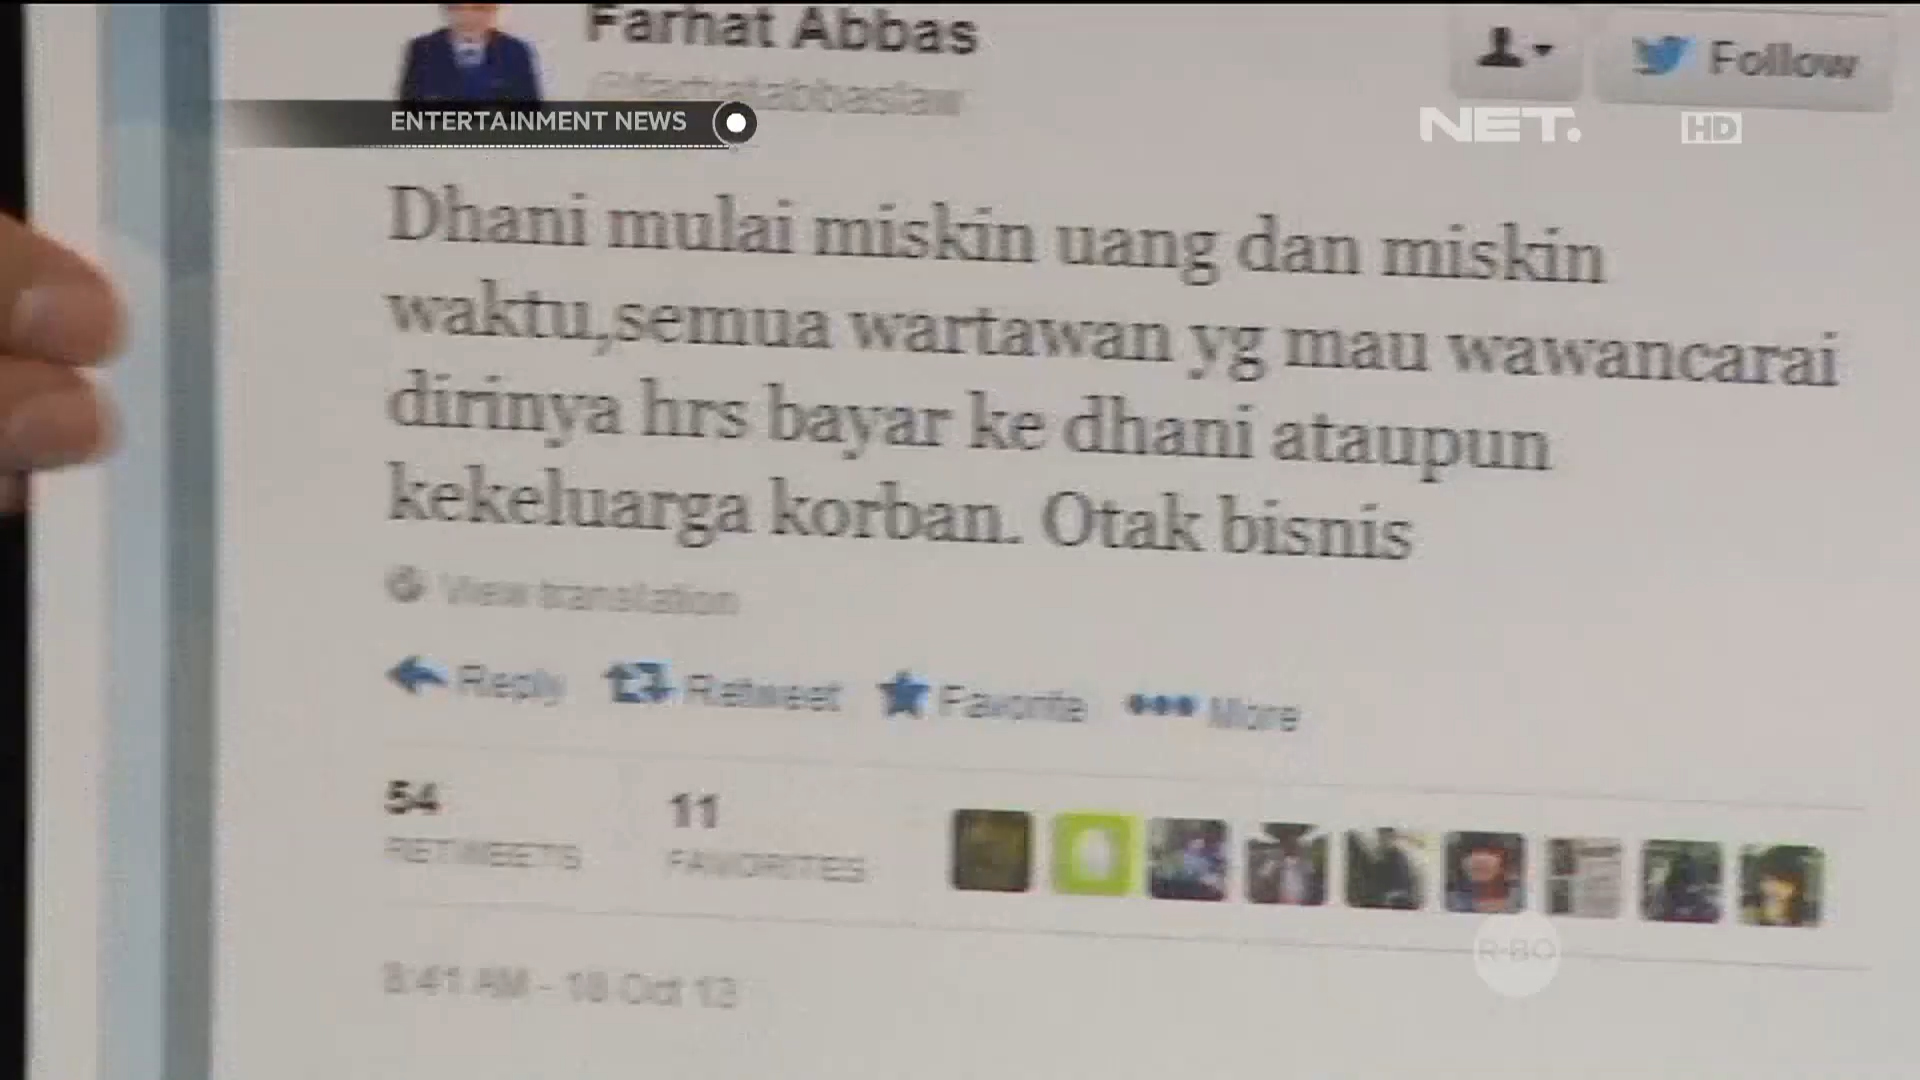 Farhat Abbas
@farhatabbaslaw
Follow
ENTERTAINMENT NEWS
NET.
HD
Dhani mulai miskin uang dan miskin
waktu,semua wartawan yg mau wawancarai
dirinya hrs bayar ke dhani ataupun
kekeluarga korban. Otak bisnis
View translation
Reply Retweet Favorite More
54 11
RETWEETS FAVORITES
R-BO
8:41 AM - 18 Oct 13